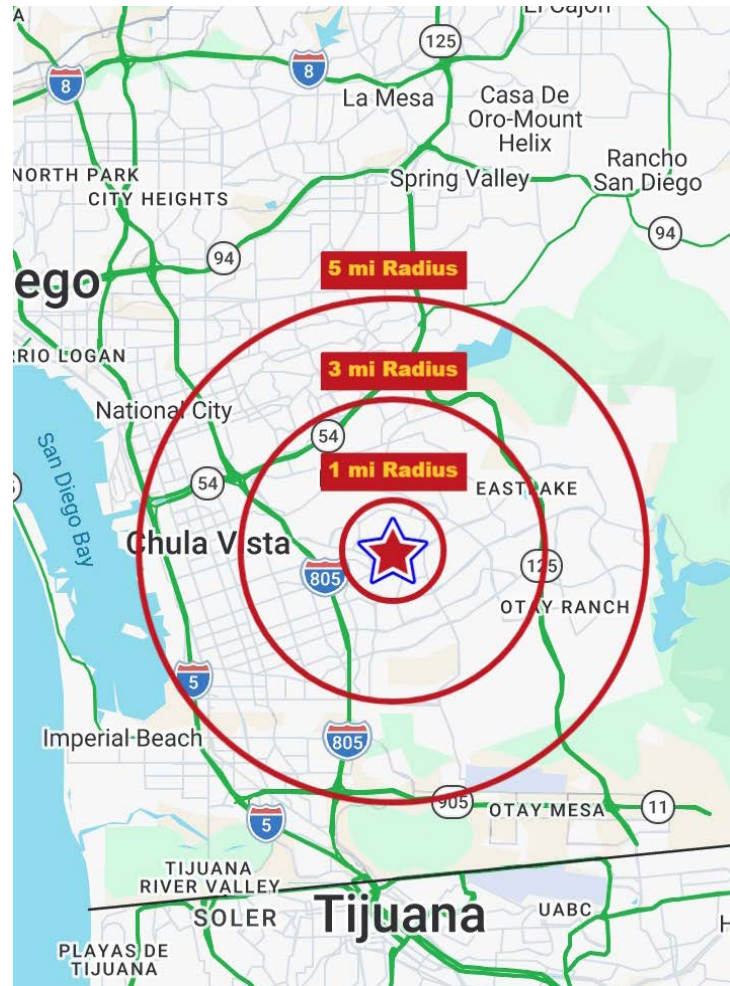 A
El Cajon
125
8
8
La Mesa
Casa De
Oro-Mount
Helix
NORTH PARK
CITY HEIGHTS
Spring Valley
Rancho
San Diego
94
94
ego
5 mi Radius
RRIO LOGAN
3 mi Radius
National City
54
San Diego Bay
1 mi Radius
54
EASTLAKE
Chula Vista
805
125
OTAY RANCH
5
Imperial Beach
805
905
OTAY MESA
11
5
TIJUANA
RIVER VALLEY
SOLER
Tijuana
UABC
H
PLAYAS DE
TIJUANA